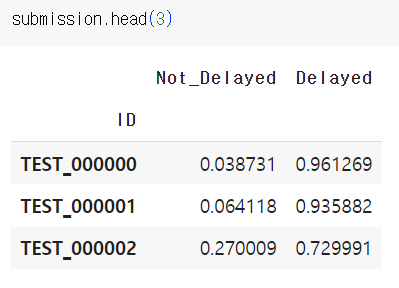 submission.head(3)
Not_Delayed Delayed
ID
TEST_000000 0.038731 0.961269
TEST_000001 0.064118 0.935882
TEST_000002 0.270009 0.729991